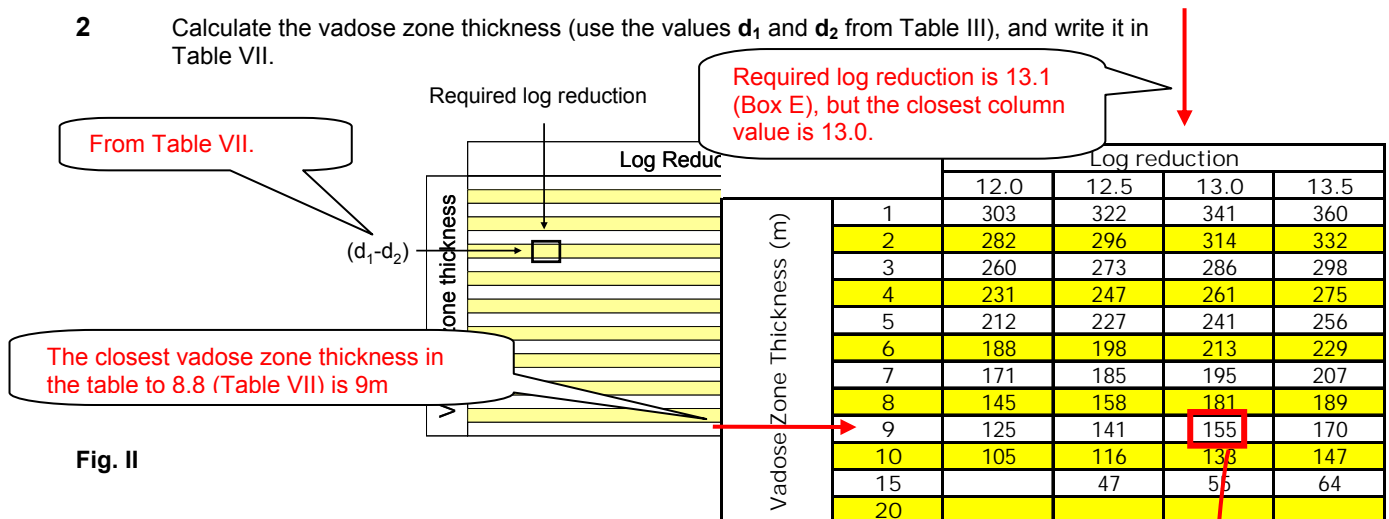 2 Calculate the vadose zone thickness (use the values d₁ and d₂ from Table III), and write it in
Table VII.
Required log reduction
Required log reduction is 13.1
(Box E), but the closest column
value is 13.0.
From Table VII.
(d₁-d₂)
zone thickness
The closest vadose zone thickness in
the table to 8.8 (Table VII) is 9m
Fig. II
Log reduction
12.0 12.5 13.0 13.5
Vadose Zone Thickness (m)
1 303 322 341 360
2 282 296 314 332
3 260 273 286 298
4 231 247 261 275
5 212 227 241 256
6 188 198 213 229
7 171 185 195 207
8 145 158 181 189
9 125 141 155 170
10 105 116 133 147
15 47 55 64
20